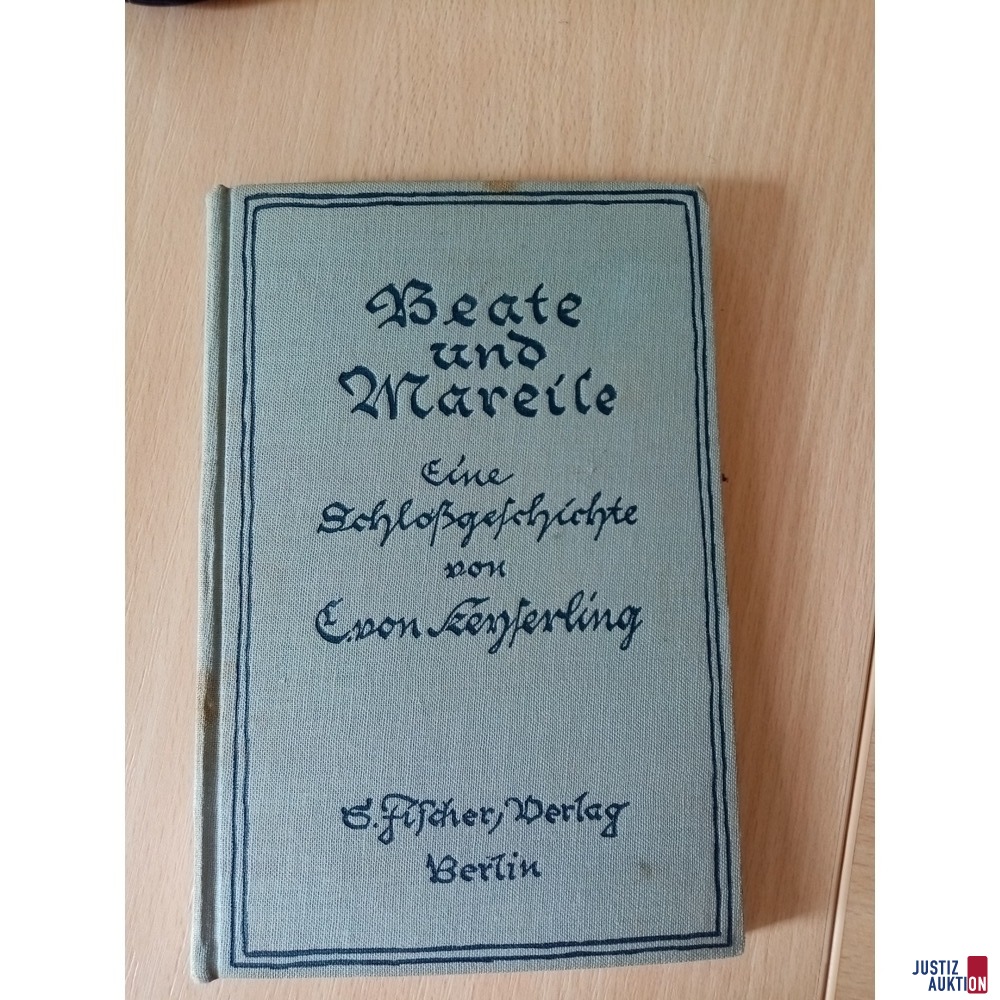 Beate
und
Mareile
Eine
Schloßgeschichte
von
E. von Keyserling
S. Fischer, Verlag
Berlin
JUSTIZ
AUKTION